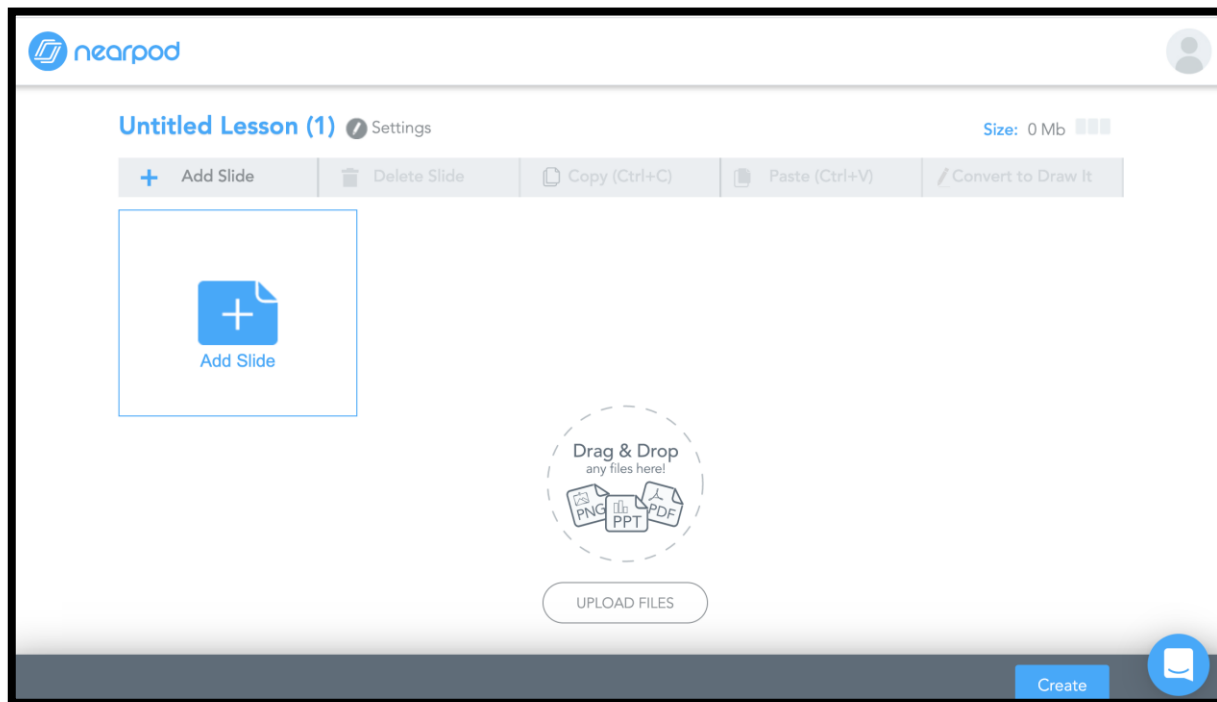 nearpod
Untitled Lesson (1) Settings
Size: 0 Mb
Add Slide Delete Slide Copy (Ctrl+C) Paste (Ctrl+V) Convert to Draw It
Add Slide
Drag & Drop
any files here!
PNG PPT PDF
UPLOAD FILES
Create